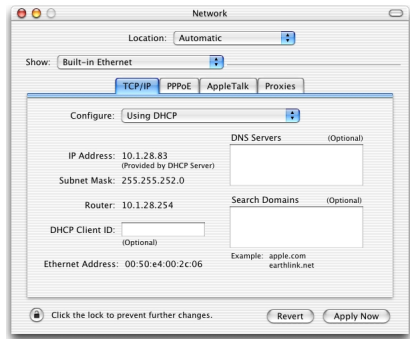 Network
Location: Automatic
Show: Built-in Ethernet
TCP/IP PPPoE AppleTalk Proxies
Configure: Using DHCP
DNS Servers (Optional)
IP Address: 10.1.28.83
(Provided by DHCP Server)
Subnet Mask: 255.255.252.0
Router: 10.1.28.254
Search Domains (Optional)
DHCP Client ID:
(Optional)
Example: apple.com
earthlink.net
Ethernet Address: 00:50:e4:00:2c:06
Click the lock to prevent further changes.
Revert Apply Now